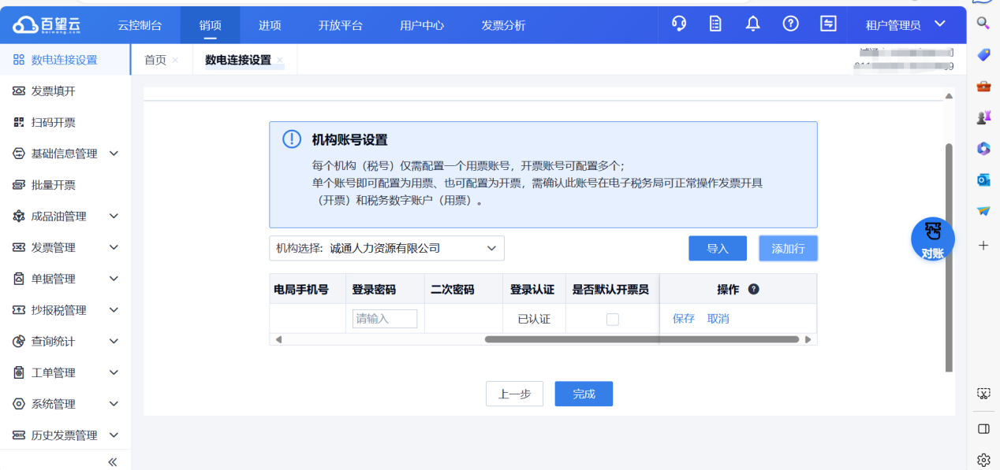 百望云
baiwang.com
云控制台
销项
进项
开放平台
用户中心
发票分析
租户管理员
数电连接设置
首页
数电连接设置
发票填开
扫码开票
基础信息管理
批量开票
成品油管理
发票管理
单据管理
抄报税管理
查询统计
工单管理
系统管理
历史发票管理
机构账号设置
每个机构（税号）仅需配置一个用票账号，开票账号可配置多个；
单个账号即可配置为用票、也可配置为开票，需确认此账号在电子税务局可正常操作发票开具
（开票）和税务数字账户（用票）。
机构选择: 诚通人力资源有限公司
导入
添加行
电局手机号
登录密码
二次密码
登录认证
是否默认开票员
操作
请输入
已认证
保存
取消
上一步
完成
对账